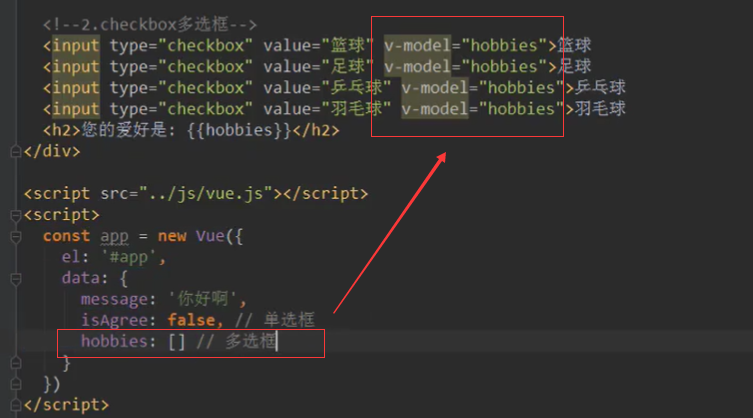 <!--2.checkbox多选框-->
<input type="checkbox" value="篮球" v-model="hobbies">篮球
<input type="checkbox" value="足球" v-model="hobbies">足球
<input type="checkbox" value="乒乓球" v-model="hobbies">乒乓球
<input type="checkbox" value="羽毛球" v-model="hobbies">羽毛球
<h2>您的爱好是: {{hobbies}}</h2>
</div>
<script src="../js/vue.js"></script>
<script>
const app = new Vue({
el: '#app',
data: {
message: '你好啊',
isAgree: false, // 单选框
hobbies: [] // 多选框
}
})
</script>